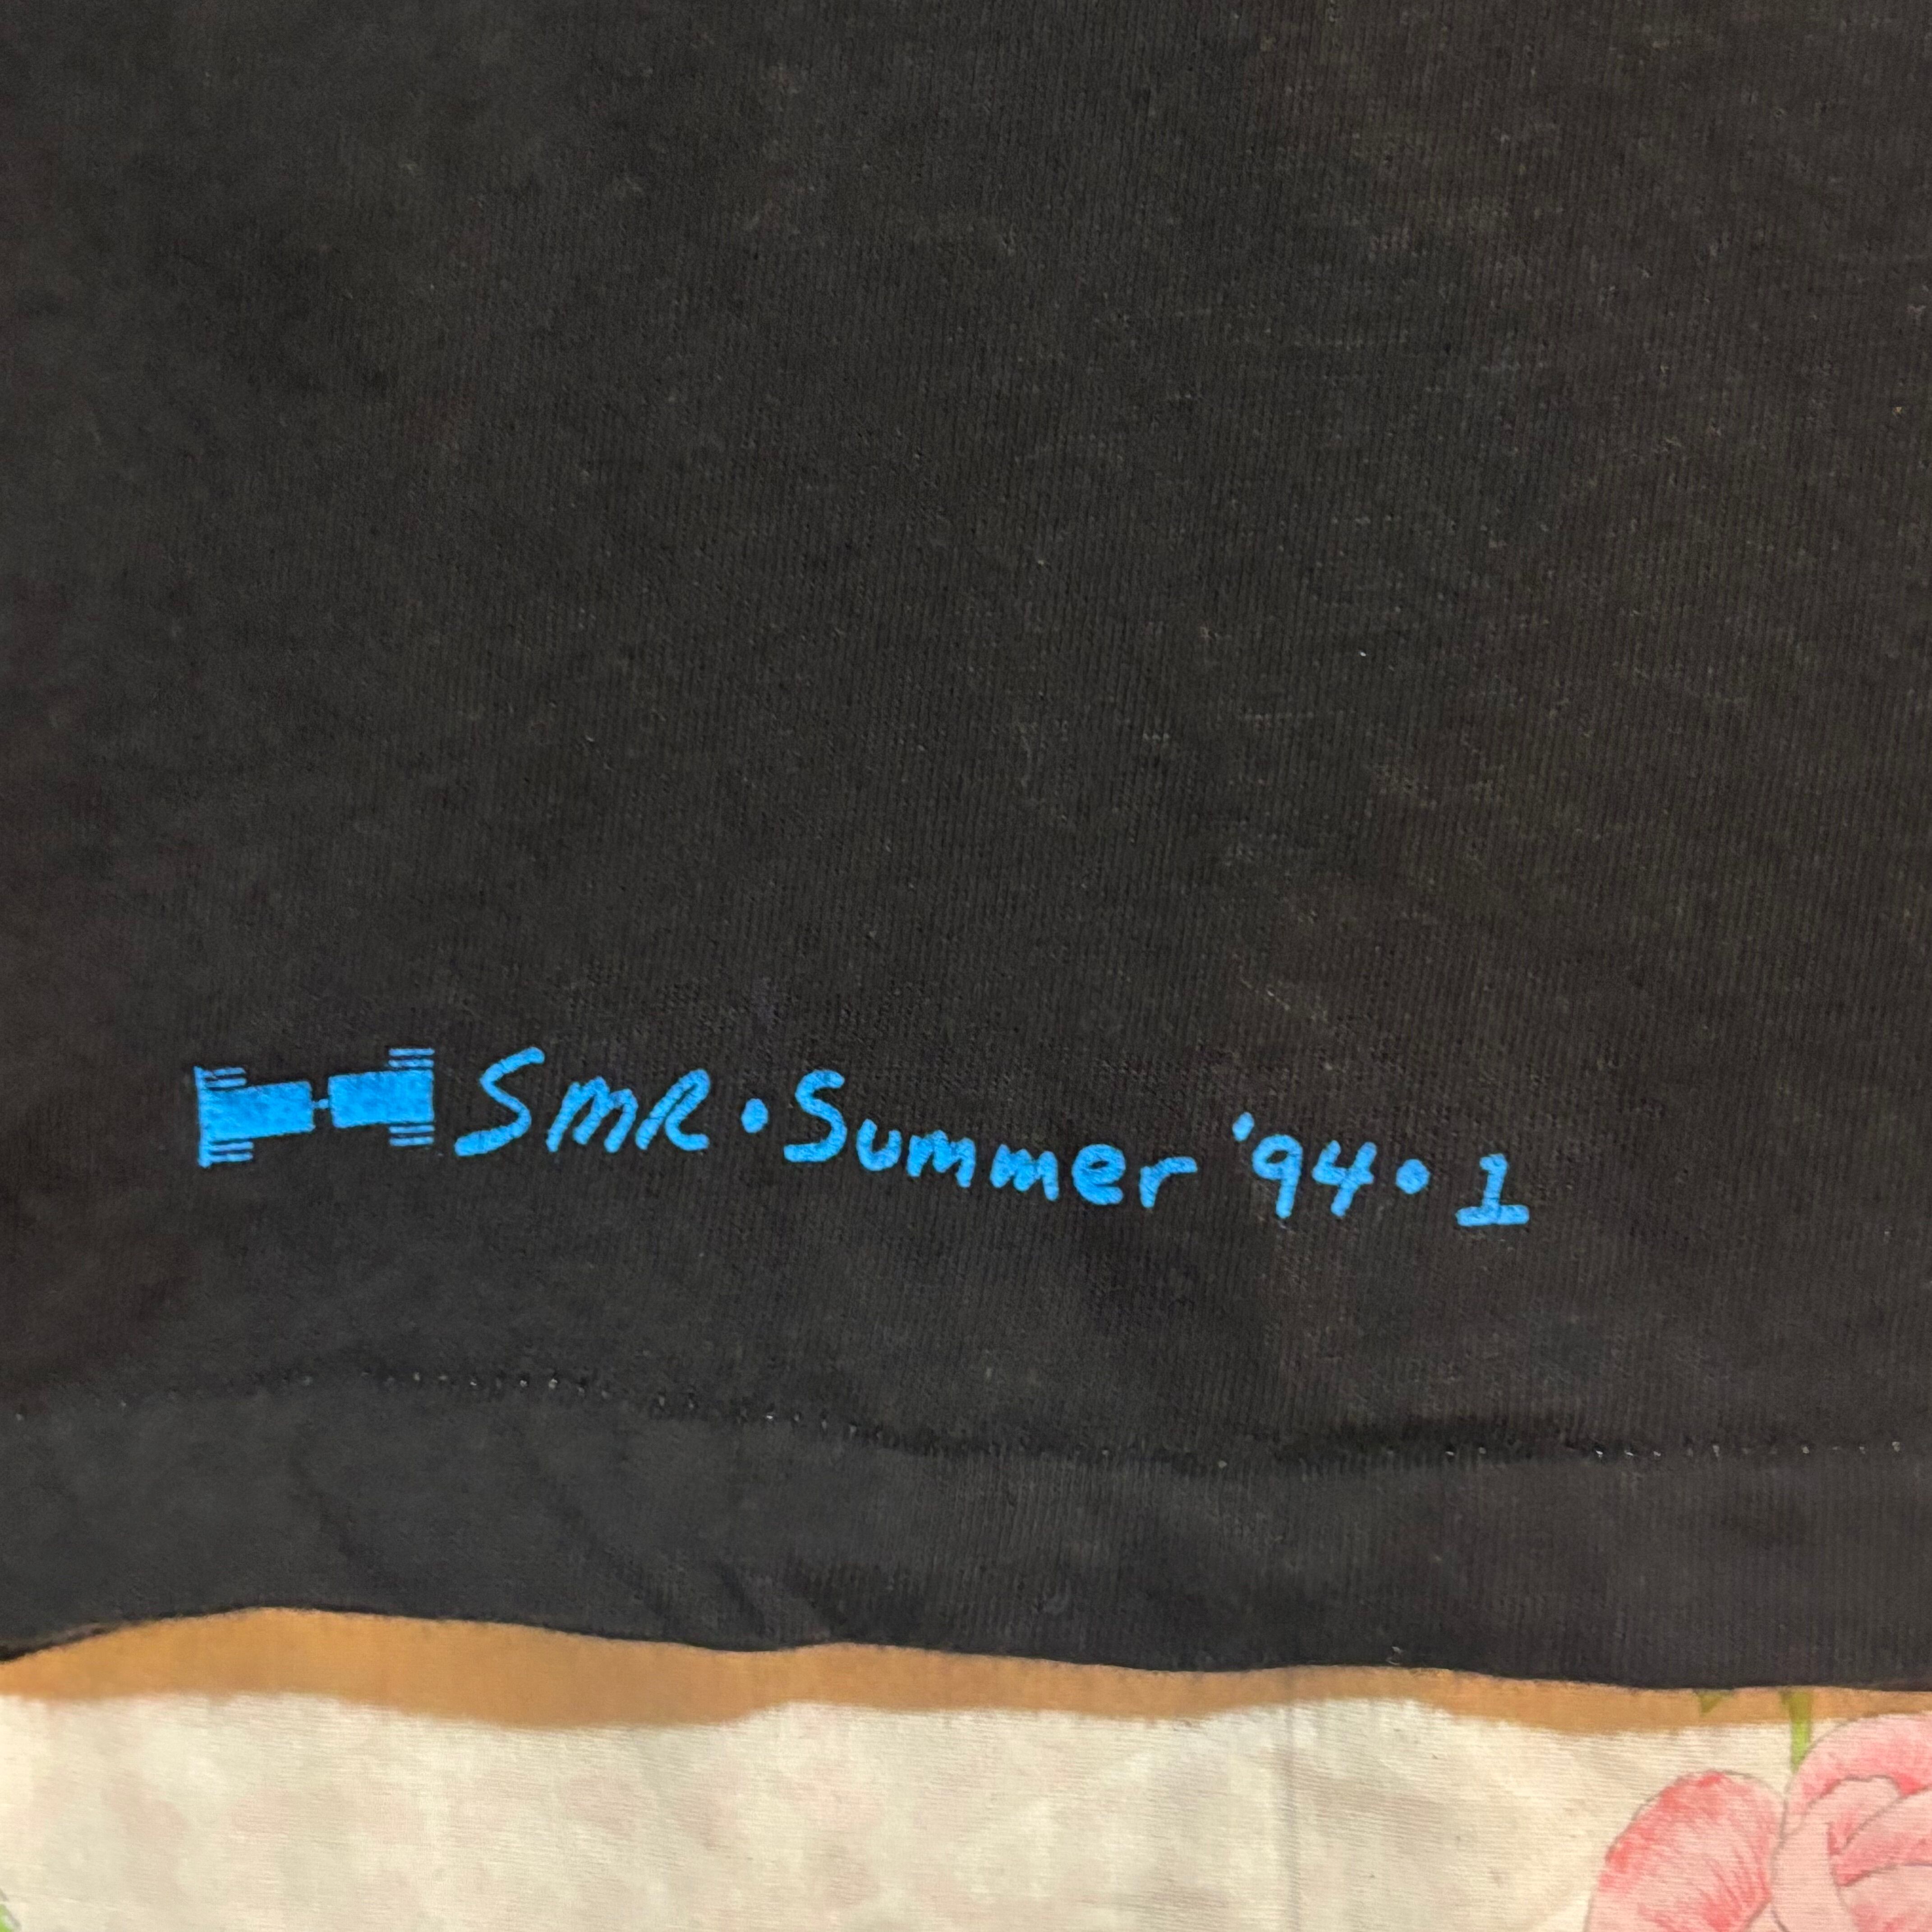 SMR • Summer '94 • 1